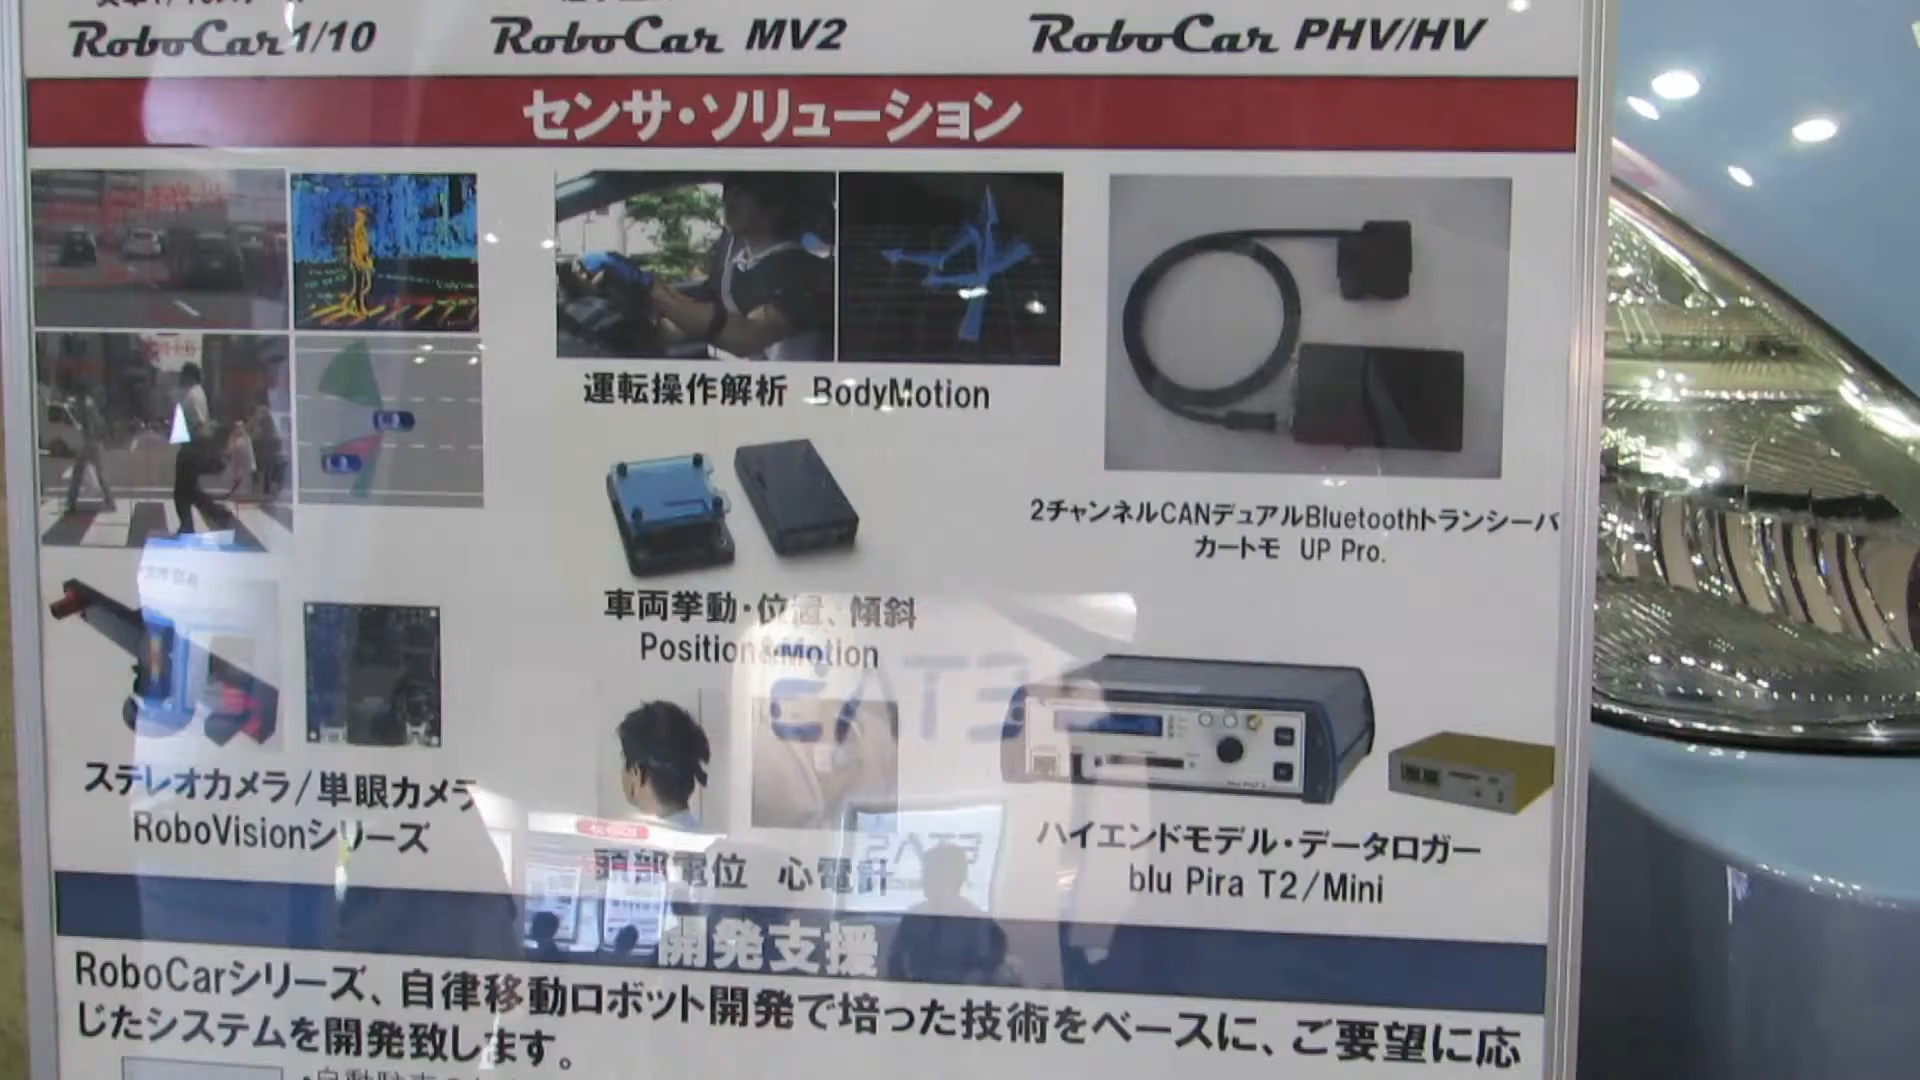 RoboCar 1/10
RoboCar MV2
RoboCar PHV/HV
センサ・ソリューション
運転操作解析 BodyMotion
2チャンネルCANデュアルBluetoothトランシーバ
カートモ UP Pro.
車両挙動・位置、傾斜
Position&Motion
ステレオカメラ/単眼カメラ
RoboVisionシリーズ
頭部電位 心電計
ハイエンドモデル・データロガー
blu Pira T2/Mini
開発支援
RoboCarシリーズ、自律移動ロボット開発で培った技術をベースに、ご要望に応
じたシステムを開発致します。